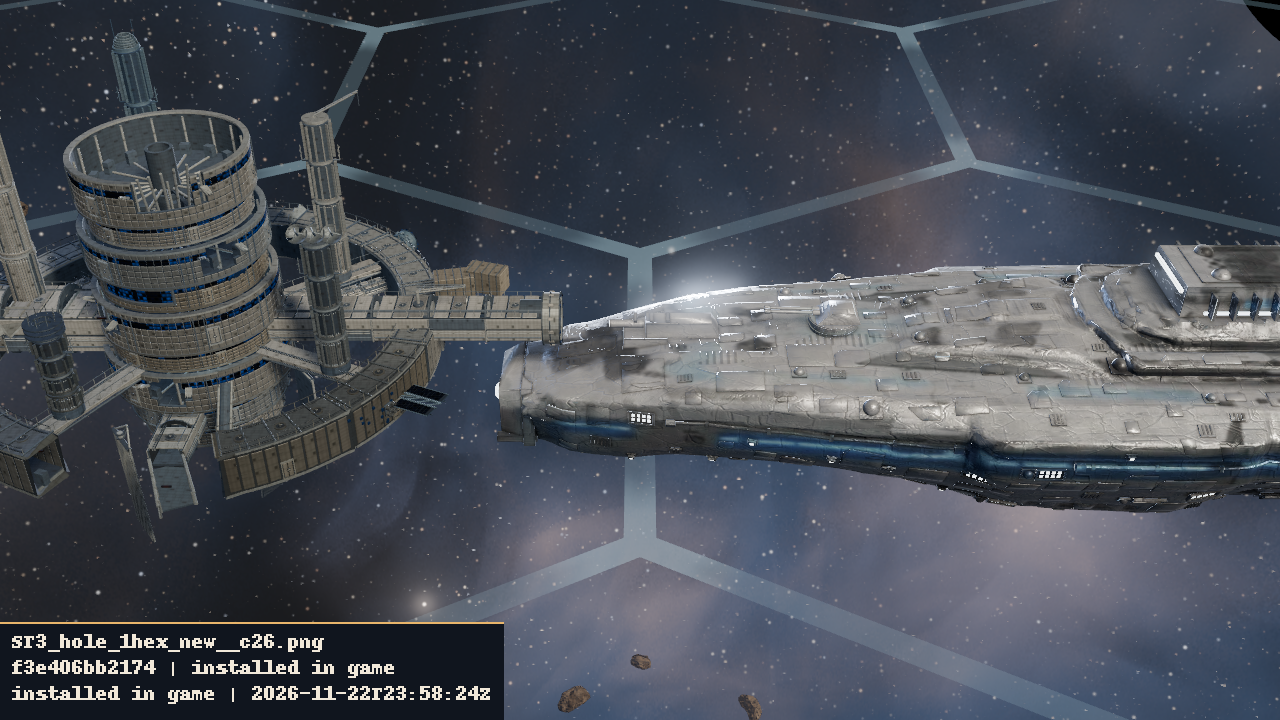 sr3_hole_1hex_new__c26.png
f3e406bb2174 | installed in game
installed in game | 2026-11-22T23:58:24Z